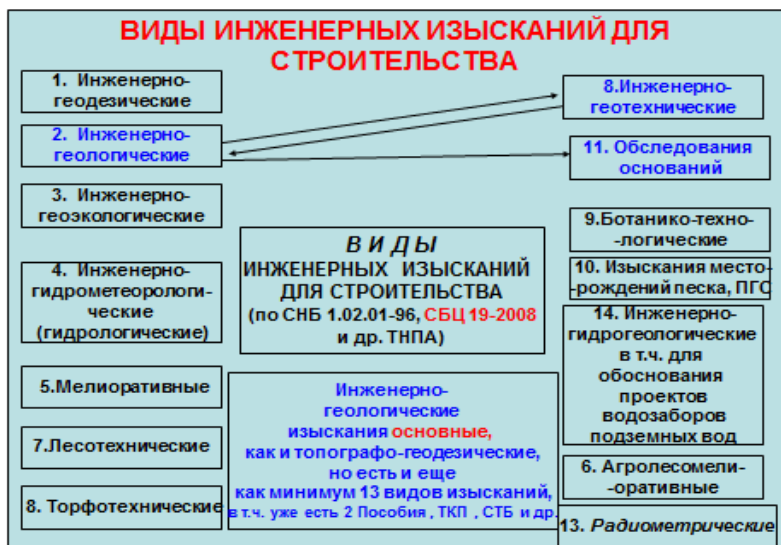 ВИДЫ ИНЖЕНЕРНЫХ ИЗЫСКАНИЙ ДЛЯ
СТРОИТЕЛЬСТВА
1. Инженерно-
геодезические
2. Инженерно-
геологические
3. Инженерно-
геоэкологические
4. Инженерно-
гидрометеорологи-
ческие
(гидрологические)
5.Мелиоративные
7.Лесотехнические
8. Торфотехнические
В И Д Ы
ИНЖЕНЕРНЫХ ИЗЫСКАНИЙ
ДЛЯ СТРОИТЕЛЬСТВА
(по СНБ 1.02.01-96, СБЦ 19-2008
и др. ТНПА)
Инженерно-
геологические
изыскания основные,
как и топографо-геодезические,
но есть и еще
как минимум 13 видов изысканий,
в т.ч. уже есть 2 Пособия , ТКП , СТБ и др.
8.Инженерно-
геотехнические
11. Обследования
оснований
9.Ботанико-техно-
-логические
10. Изыскания место-
-рождений песка, ПГС
14. Инженерно-
гидрогеологические
в т.ч. для
обоснования
проектов
водозаборов
подземных вод
6. Агролесомели-
-оративные
13. Радиометрические